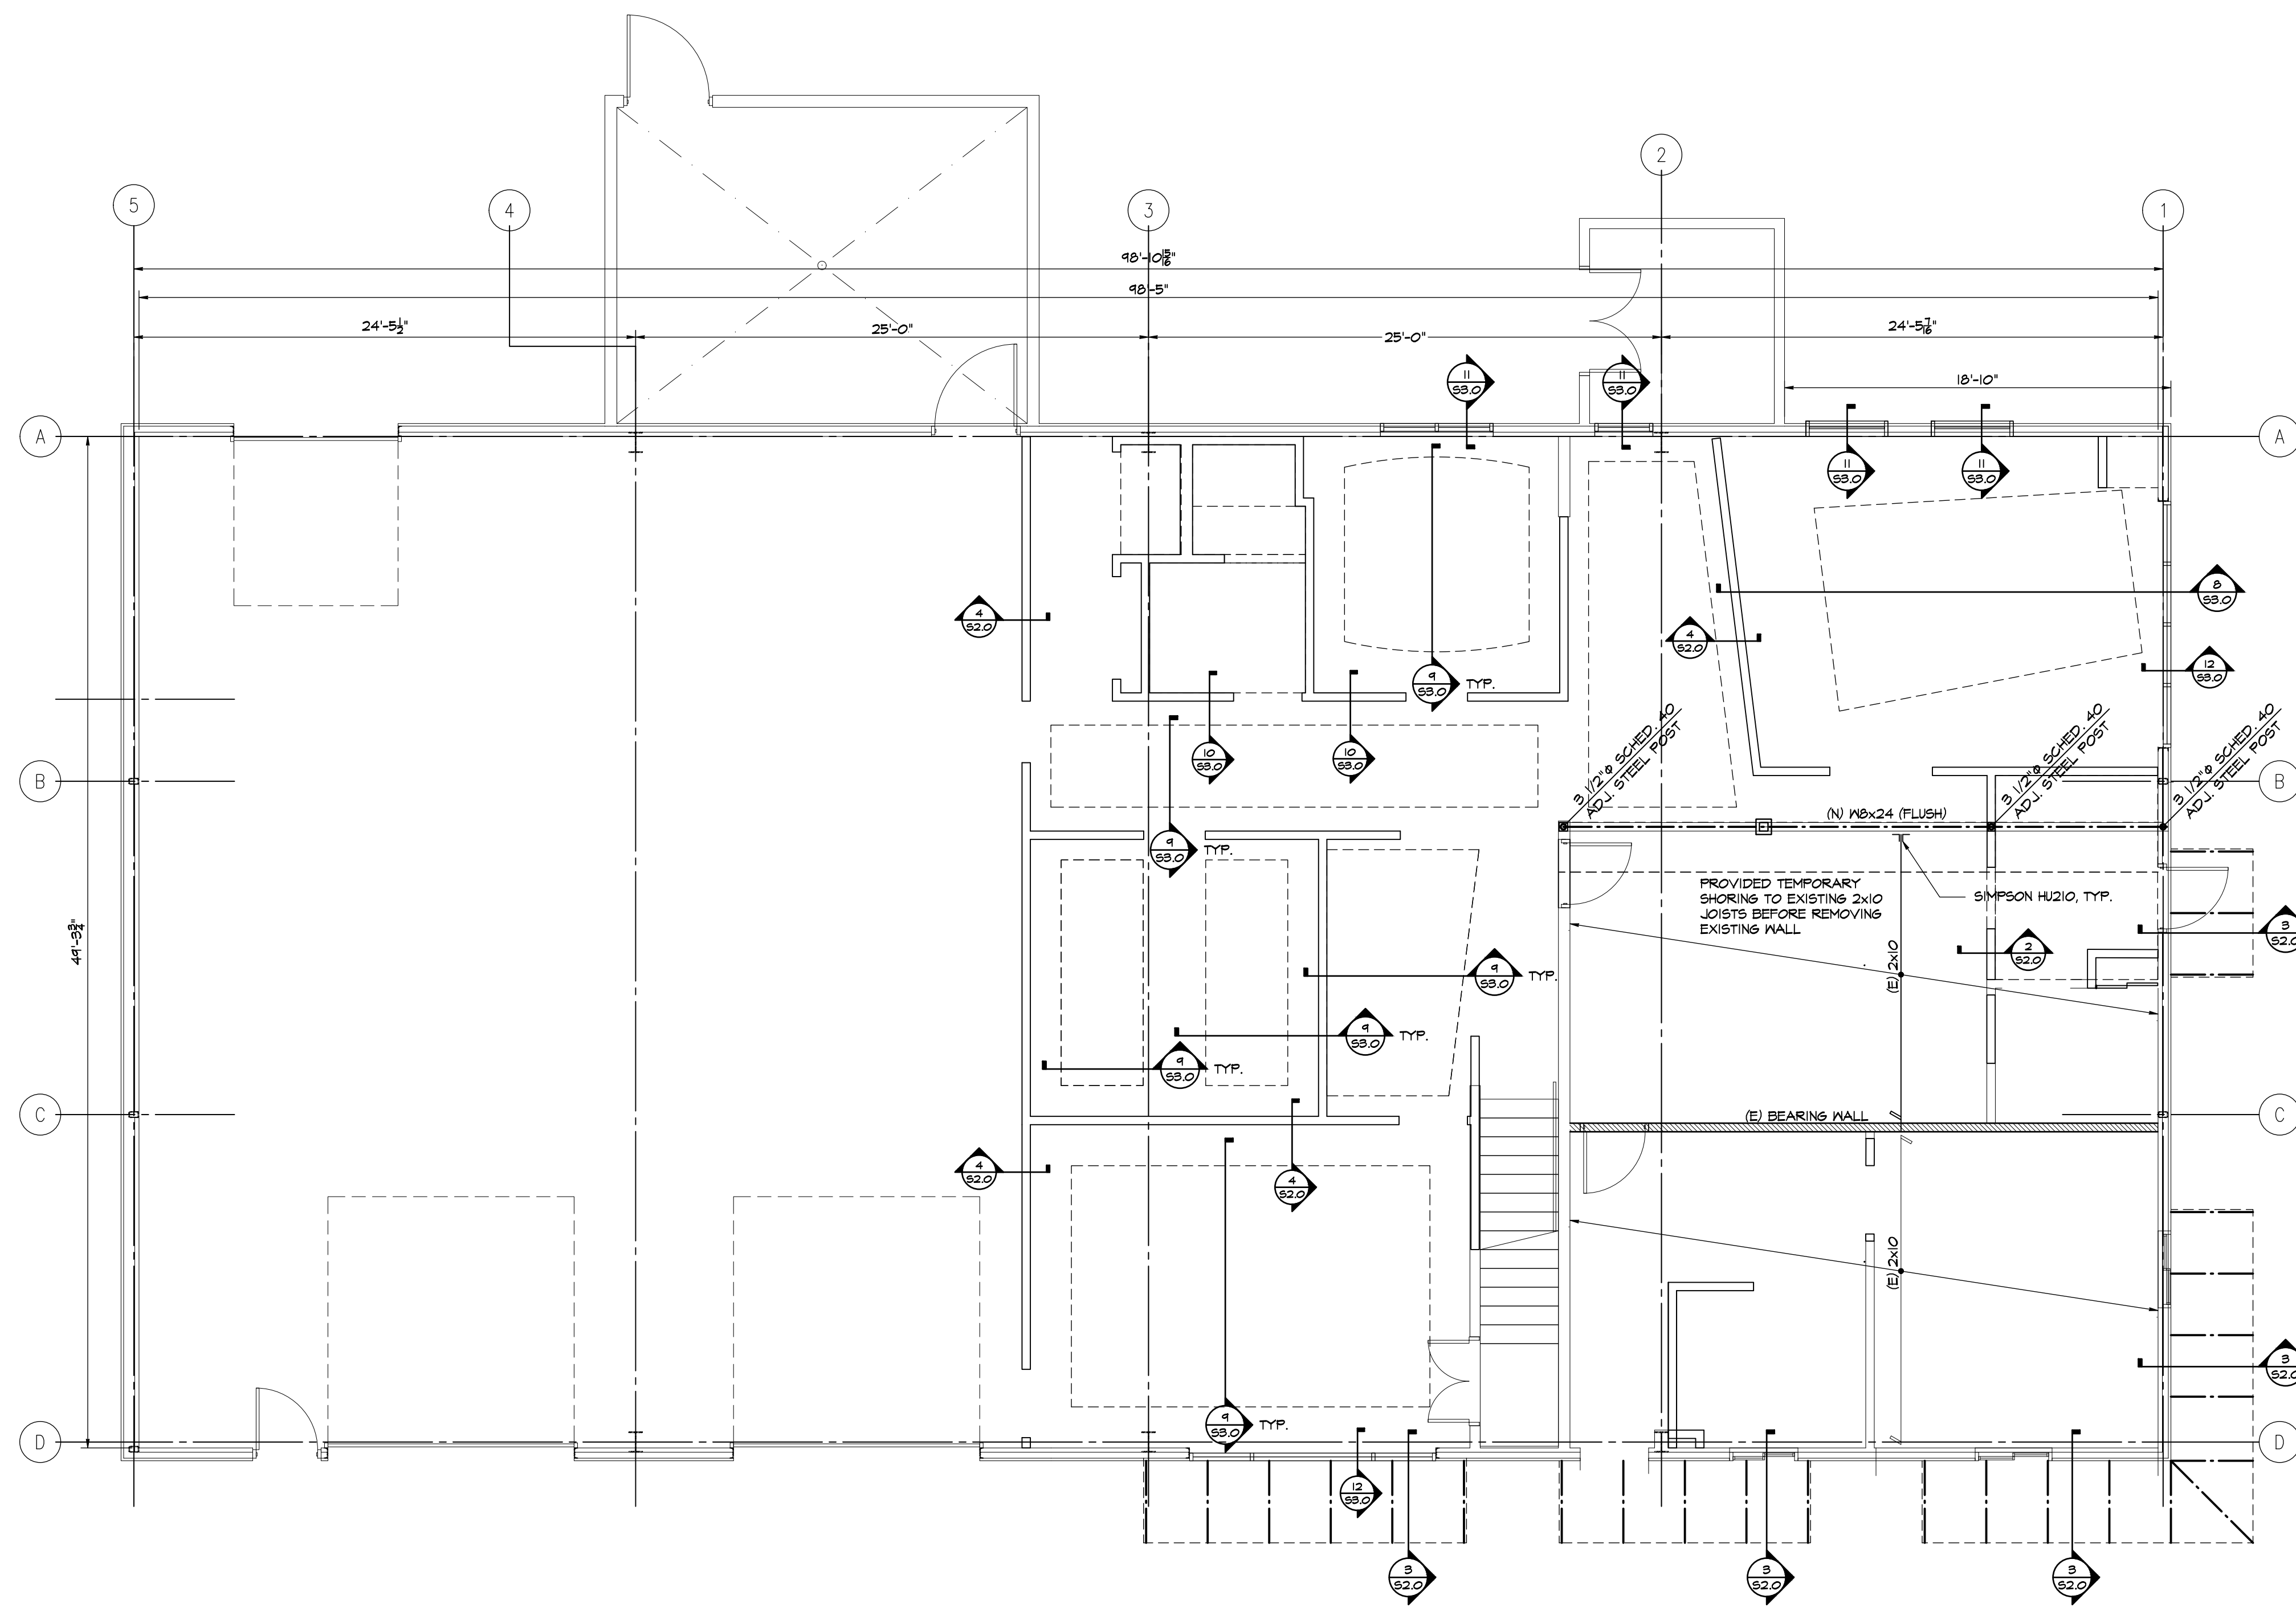 2
5
4
3
1
98'-10 15/16"
98'-5"
24'-5 1/2"
25'-0"
25'-0"
24'-5 7/16"
18'-10"
11
S3.0
11
S3.0
A
A
11
S3.0
11
S3.0
8
S3.0
4
S2.0
4
S2.0
12
S3.0
9
S3.0
TYP.
10
S3.0
10
S3.0
3 1/2"Φ SCHED. 40
ADJ. STEEL POST
3 1/2"Φ SCHED. 40
ADJ. STEEL POST
3 1/2"Φ SCHED. 40
ADJ. STEEL POST
B
B
(N) W8x24 (FLUSH)
9
S3.0
TYP.
PROVIDED TEMPORARY
SHORING TO EXISTING 2x10
JOISTS BEFORE REMOVING
EXISTING WALL
SIMPSON HU210, TYP.
49'-3 3/4"
3
S2.0
2
S2.0
(E) 2x10
9
S3.0
TYP.
9
S3.0
TYP.
9
S3.0
TYP.
C
(E) BEARING WALL
C
4
S2.0
4
S2.0
(E) 2x10
3
S2.0
9
S3.0
TYP.
D
D
12
S3.0
3
S2.0
3
S2.0
3
S2.0